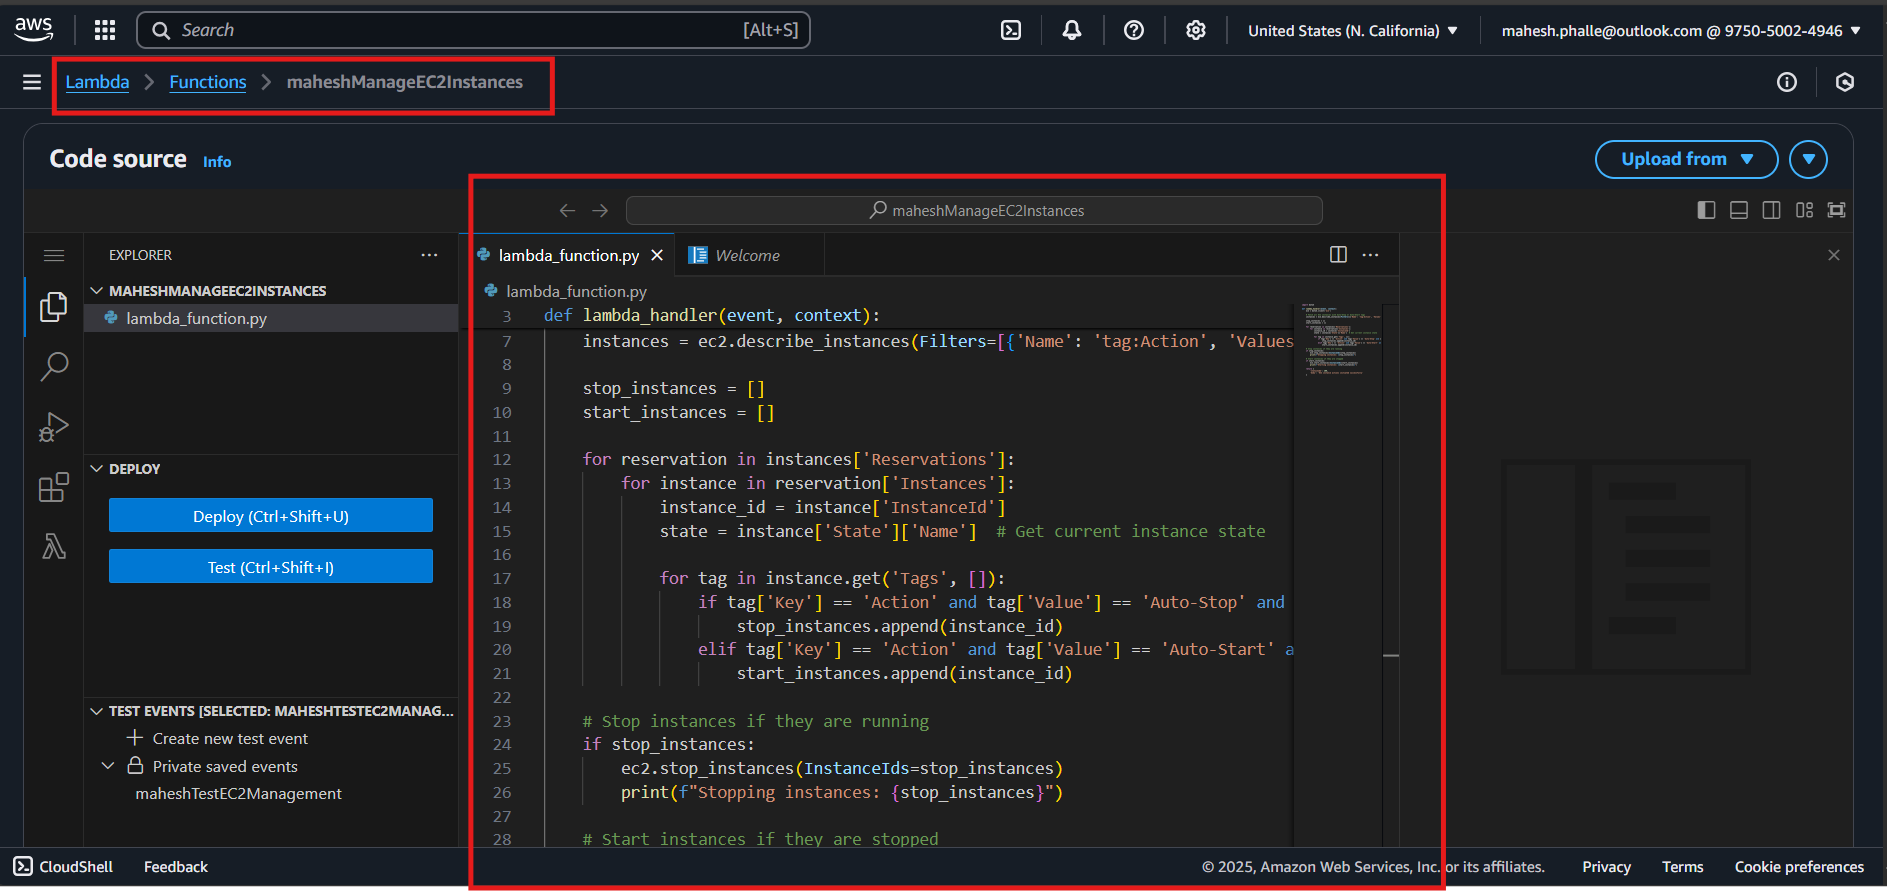 aws
Search [Alt+S]
United States (N. California)
mahesh.phalle@outlook.com @ 9750-5002-4946
Lambda > Functions > maheshManageEC2Instances
Code source Info
Upload from
maheshManageEC2Instances
EXPLORER
MAHESHMANAGEEC2INSTANCES
lambda_function.py
DEPLOY
Deploy (Ctrl+Shift+U)
Test (Ctrl+Shift+I)
TEST EVENTS [SELECTED: MAHESHTESTEC2MANAG...
Create new test event
Private saved events
maheshTestEC2Management
lambda_function.py
Welcome
lambda_function.py
3 def lambda_handler(event, context):
7 instances = ec2.describe_instances(Filters=[{'Name': 'tag:Action', 'Values
8
9 stop_instances = []
10 start_instances = []
11
12 for reservation in instances['Reservations']:
13 for instance in reservation['Instances']:
14 instance_id = instance['InstanceId']
15 state = instance['State']['Name'] # Get current instance state
16
17 for tag in instance.get('Tags', []):
18 if tag['Key'] == 'Action' and tag['Value'] == 'Auto-Stop' and
19 stop_instances.append(instance_id)
20 elif tag['Key'] == 'Action' and tag['Value'] == 'Auto-Start' a
21 start_instances.append(instance_id)
22
23 # Stop instances if they are running
24 if stop_instances:
25 ec2.stop_instances(InstanceIds=stop_instances)
26 print(f"Stopping instances: {stop_instances}")
27
28 # Start instances if they are stopped
CloudShell
Feedback
© 2025, Amazon Web Services, Inc. or its affiliates.
Privacy
Terms
Cookie preferences